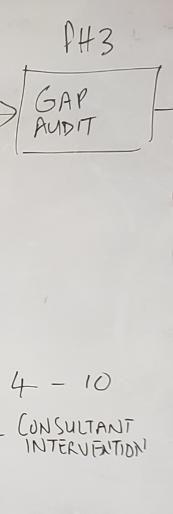 PH3
GAP
AUDIT
4 - 10
CONSULTANT
INTERVENTION